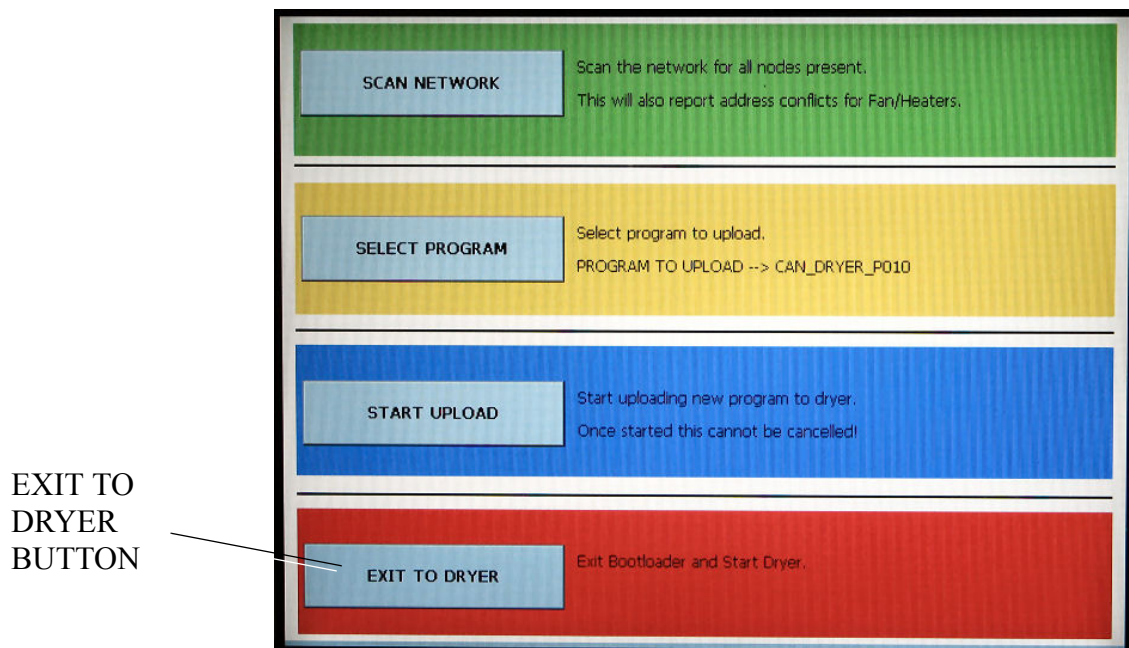 SCAN NETWORK
Scan the network for all nodes present.
This will also report address conflicts for Fan/Heaters.
SELECT PROGRAM
Select program to upload.
PROGRAM TO UPLOAD --> CAN_DRYER_P010
START UPLOAD
Start uploading new program to dryer.
Once started this cannot be cancelled!
EXIT TO
DRYER
BUTTON
EXIT TO DRYER
Exit Bootloader and Start Dryer.